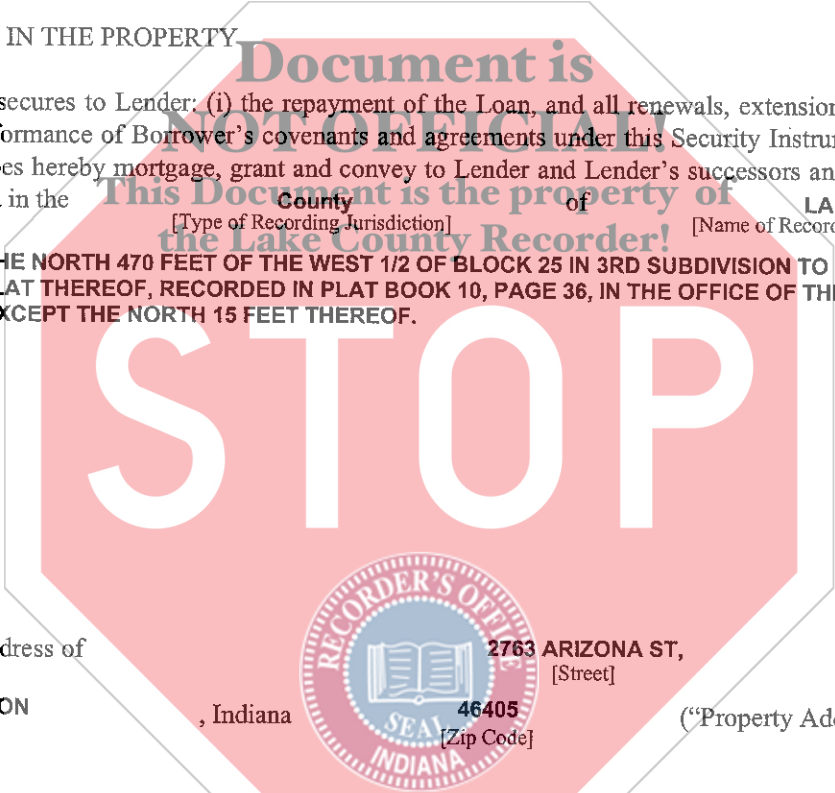 IN THE PROPERTY
Document is
secures to Lender: (i) the repayment of the Loan, and all renewals, extension
NOT OFFICIAL!
ormance of Borrower's covenants and agreements under this Security Instru
es hereby mortgage, grant and convey to Lender and Lender's successors an
This Document is the property of
in the County of LA
[Type of Recording Jurisdiction] [Name of Record
the Lake County Recorder!
HE NORTH 470 FEET OF THE WEST 1/2 OF BLOCK 25 IN 3RD SUBDIVISION TO
LAT THEREOF, RECORDED IN PLAT BOOK 10, PAGE 36, IN THE OFFICE OF THE
XCEPT THE NORTH 15 FEET THEREOF.
STOP
RECORDER'S OFFICE
dress of 2763 ARIZONA ST,
[Street]
ON , Indiana 46405 ("Property Add
[Zip Code]
SEAL
INDIANA